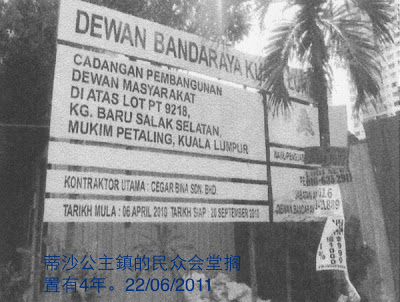 DEWAN BANDARAYA KU
CADANGAN PEMBANGUNAN
DEWAN MASYARAKAT
DI ATAS LOT PT 9218,
KG. BARU SALAK SELATAN,
MUKIM PETALING, KUALA LUMPUR
KONTRAKTOR UTAMA : CEGAR BINA SDN. BHD.
TARIKH MULA : 06 APRIL 2010 TARIKH SIAP : 20 SEPTEMBER 2010
蒂沙公主鎮的民众会堂搁
置有4年。22/06/2011